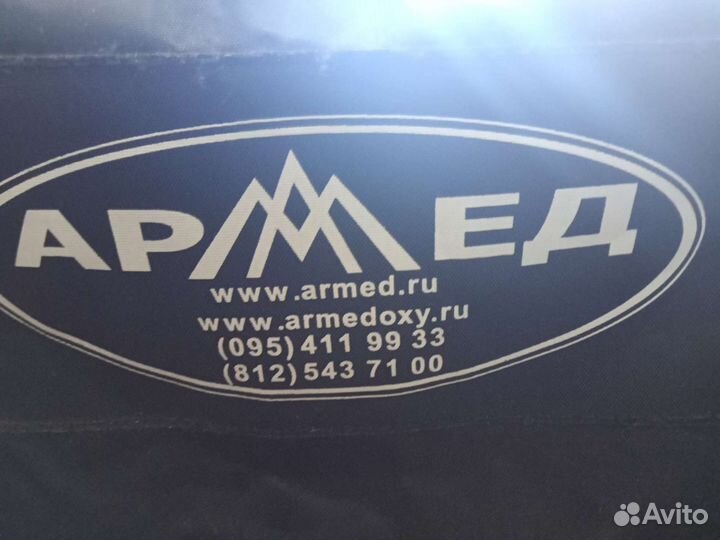 АРМЕД
www.armed.ru
www.armedoxy.ru
(095) 411 99 33
(812) 543 71 00
Avito